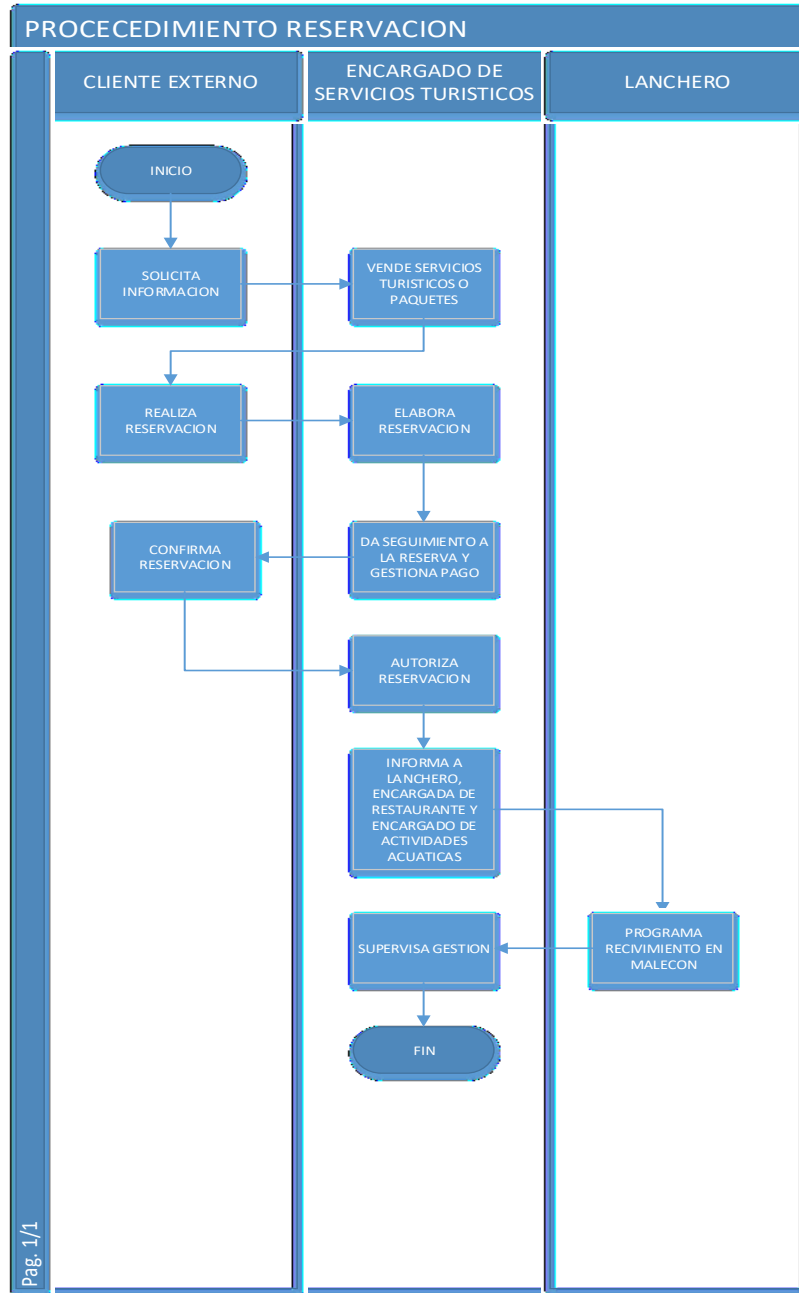 PROCECEDIMIENTO RESERVACION
CLIENTE EXTERNO
ENCARGADO DE
SERVICIOS TURISTICOS
LANCHERO
INICIO
SOLICITA
INFORMACION
VENDE SERVICIOS
TURISTICOS O
PAQUETES
REALIZA
RESERVACION
ELABORA
RESERVACION
DA SEGUIMIENTO A
LA RESERVA Y
GESTIONA PAGO
CONFIRMA
RESERVACION
AUTORIZA
RESERVACION
INFORMA A
LANCHERO,
ENCARGADA DE
RESTAURANTE Y
ENCARGADO DE
ACTIVIDADES
ACUATICAS
PROGRAMA
RECIVIMIENTO EN
MALECON
SUPERVISA GESTION
FIN
Pag. 1/1